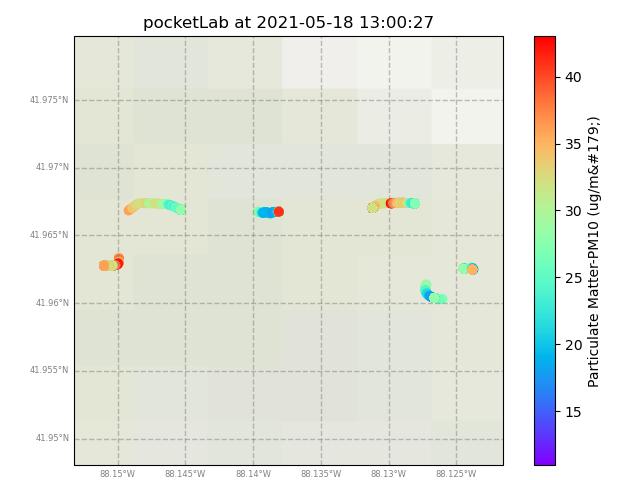 pocketLab at 2021-05-18 13:00:27
41.975°N
41.97°N
41.965°N
41.96°N
41.955°N
41.95°N
88.15°W 88.145°W 88.14°W 88.135°W 88.13°W 88.125°W
40
35
30
25
20
15
Particulate Matter-PM10 (ug/m&#179;)